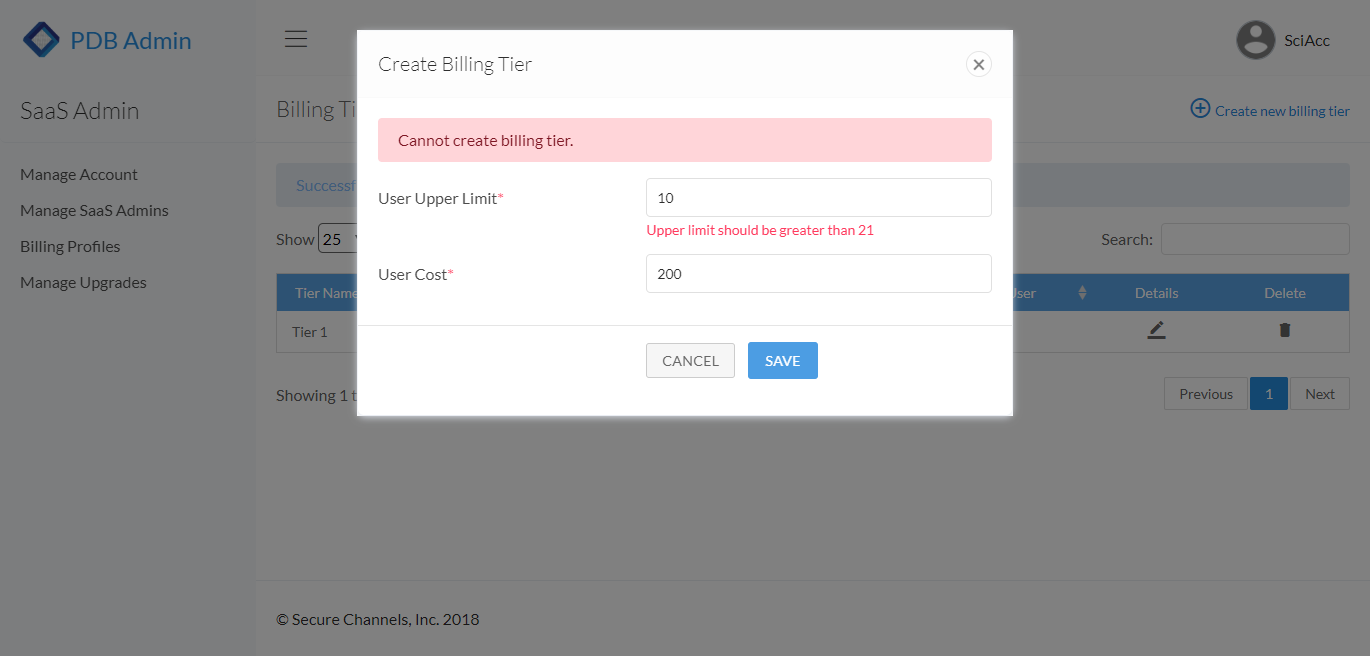 PDB Admin
SciAcc
Create Billing Tier
SaaS Admin
Billing
Create new billing tier
Cannot create billing tier.
Manage Account
Manage SaaS Admins
Billing Profiles
Manage Upgrades
User Upper Limit*
10
Upper limit should be greater than 21
Show 25
Search:
User Cost*
200
Tier Name
Details
Delete
Tier 1
CANCEL
SAVE
Showing 1
Previous
1
Next
© Secure Channels, Inc. 2018